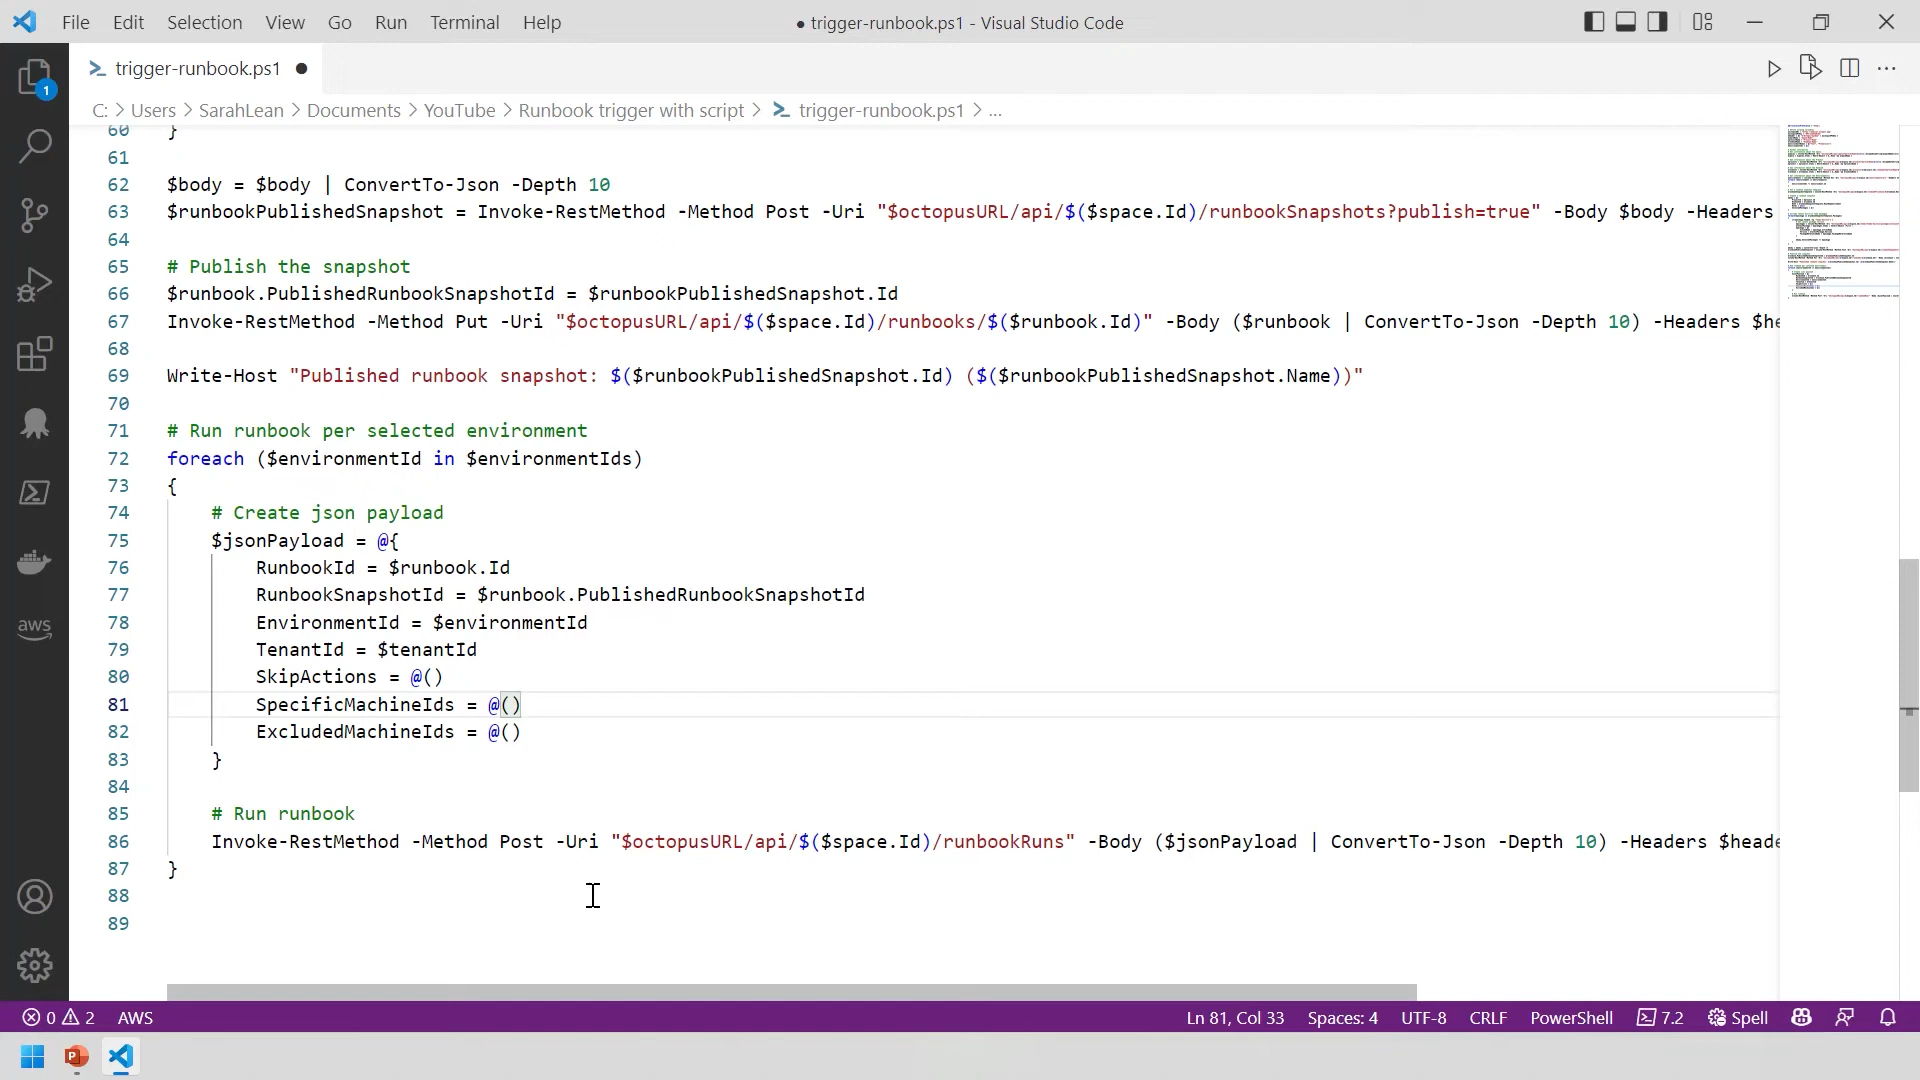 File Edit Selection View Go Run Terminal Help
● trigger-runbook.ps1 - Visual Studio Code
trigger-runbook.ps1 ●
C: > Users > SarahLean > Documents > YouTube > Runbook trigger with script > trigger-runbook.ps1 > ...
1
60 }
61
62 $body = $body | ConvertTo-Json -Depth 10
63 $runbookPublishedSnapshot = Invoke-RestMethod -Method Post -Uri "$octopusURL/api/$($space.Id)/runbookSnapshots?publish=true" -Body $body -Headers
64
65 # Publish the snapshot
66 $runbook.PublishedRunbookSnapshotId = $runbookPublishedSnapshot.Id
67 Invoke-RestMethod -Method Put -Uri "$octopusURL/api/$($space.Id)/runbooks/$($runbook.Id)" -Body ($runbook | ConvertTo-Json -Depth 10) -Headers $he
68
69 Write-Host "Published runbook snapshot: $($runbookPublishedSnapshot.Id) ($($runbookPublishedSnapshot.Name))"
70
71 # Run runbook per selected environment
72 foreach ($environmentId in $environmentIds)
73 {
74 # Create json payload
75 $jsonPayload = @{
76 RunbookId = $runbook.Id
77 RunbookSnapshotId = $runbook.PublishedRunbookSnapshotId
78 EnvironmentId = $environmentId
79 TenantId = $tenantId
80 SkipActions = @()
81 SpecificMachineIds = @()
82 ExcludedMachineIds = @()
83 }
84
85 # Run runbook
86 Invoke-RestMethod -Method Post -Uri "$octopusURL/api/$($space.Id)/runbookRuns" -Body ($jsonPayload | ConvertTo-Json -Depth 10) -Headers $heade
87 }
88
89
aws
0 2 AWS
Ln 81, Col 33 Spaces: 4 UTF-8 CRLF PowerShell 7.2 Spell
P